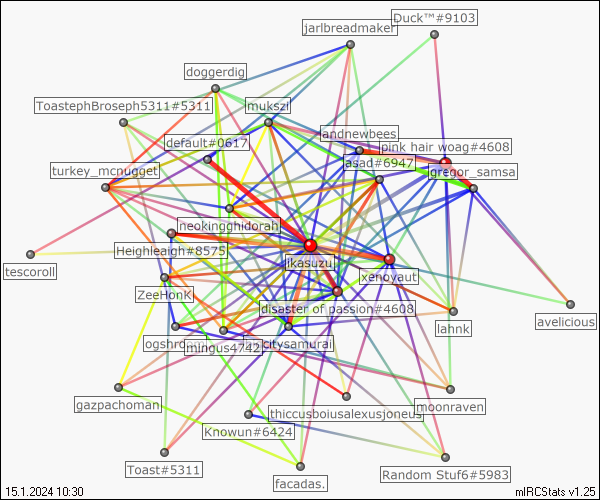 Duck™#9103
jarlbreadmaker
doggerdig
ToastephBroseph5311#5311
mukszi
landnewbees
default#0617
pink hair woag#4608
asad#6947
turkey_mcnugget
gregor_samsa
neokingghidorah
Heighleaigh#8575
tescoroll
ikasuzu
xenoyaut
ZeeHonK
disaster of passion#4608
avelicious
lahnk
mingus4742
citysamurai
gazpachoman
moonraven
thiccusboiusalexusjoneus
Knowun#6424
Toast#5311
Random Stuf6#5983
facadas.
15.1.2024 10:30
mIRCStats v1.25